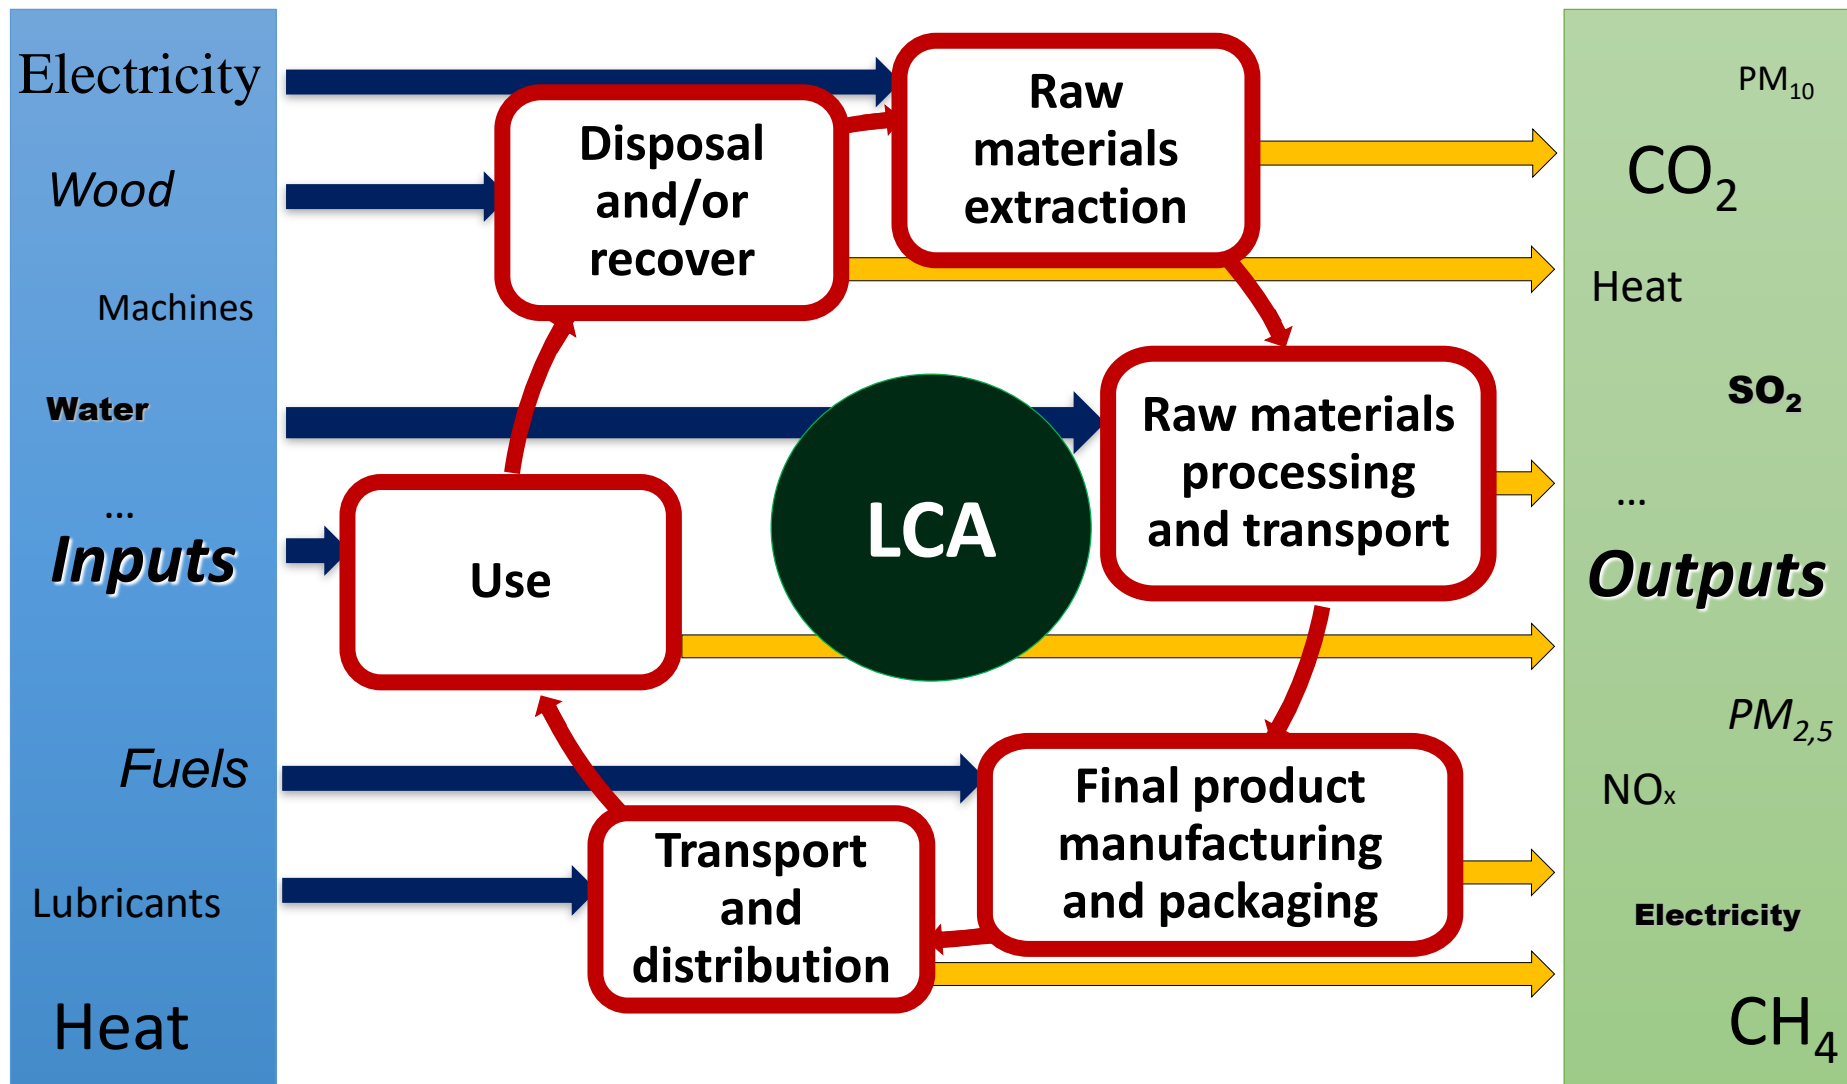 Electricity
Wood
Machines
Water
...
Inputs
Fuels
Lubricants
Heat
Disposal
and/or
recover
Raw
materials
extraction
Raw materials
processing
and transport
LCA
Use
Final product
manufacturing
and packaging
Transport
and
distribution
PM₁₀
CO₂
Heat
SO₂
...
Outputs
PM₂,₅
NOₓ
Electricity
CH₄